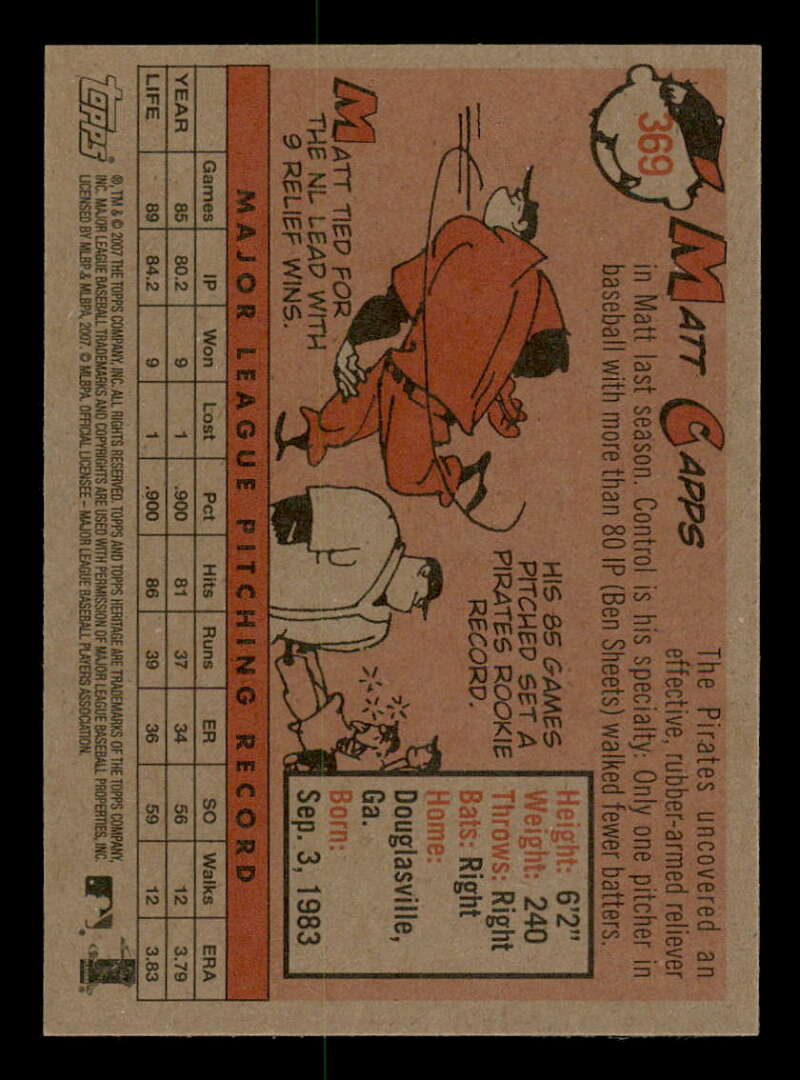 369
MATT CAPPS
The Pirates uncovered an
effective, rubber-armed reliever
in Matt last season. Control is his specialty: Only one pitcher in
baseball with more than 80 IP (Ben Sheets) walked fewer batters.
MATT TIED FOR
THE NL LEAD WITH
9 RELIEF WINS.
HIS 85 GAMES
PITCHED SET A
PIRATES ROOKIE
RECORD.
Height: 6'2"
Weight: 240
Throws: Right
Bats: Right
Home:
Douglasville,
Ga.
Born:
Sep. 3, 1983
MAJOR LEAGUE PITCHING RECORD
Games IP Won Lost Pct Hits Runs ER SO Walks ERA
YEAR 85 80.2 9 1 .900 81 37 34 56 12 3.79
LIFE 89 84.2 9 1 .900 86 39 36 59 12 3.83
TOPPS®
®, TM & © 2007 THE TOPPS COMPANY, INC. ALL RIGHTS RESERVED. TOPPS AND TOPPS HERITAGE ARE TRADEMARKS OF THE TOPPS COMPANY,
INC. MAJOR LEAGUE BASEBALL TRADEMARKS AND COPYRIGHTS ARE USED WITH PERMISSION OF MAJOR LEAGUE BASEBALL PROPERTIES, INC.
LICENSED BY MLBP & MLBPA, 2007. © MLBPA. OFFICIAL LICENSEE – MAJOR LEAGUE BASEBALL PLAYERS ASSOCIATION.